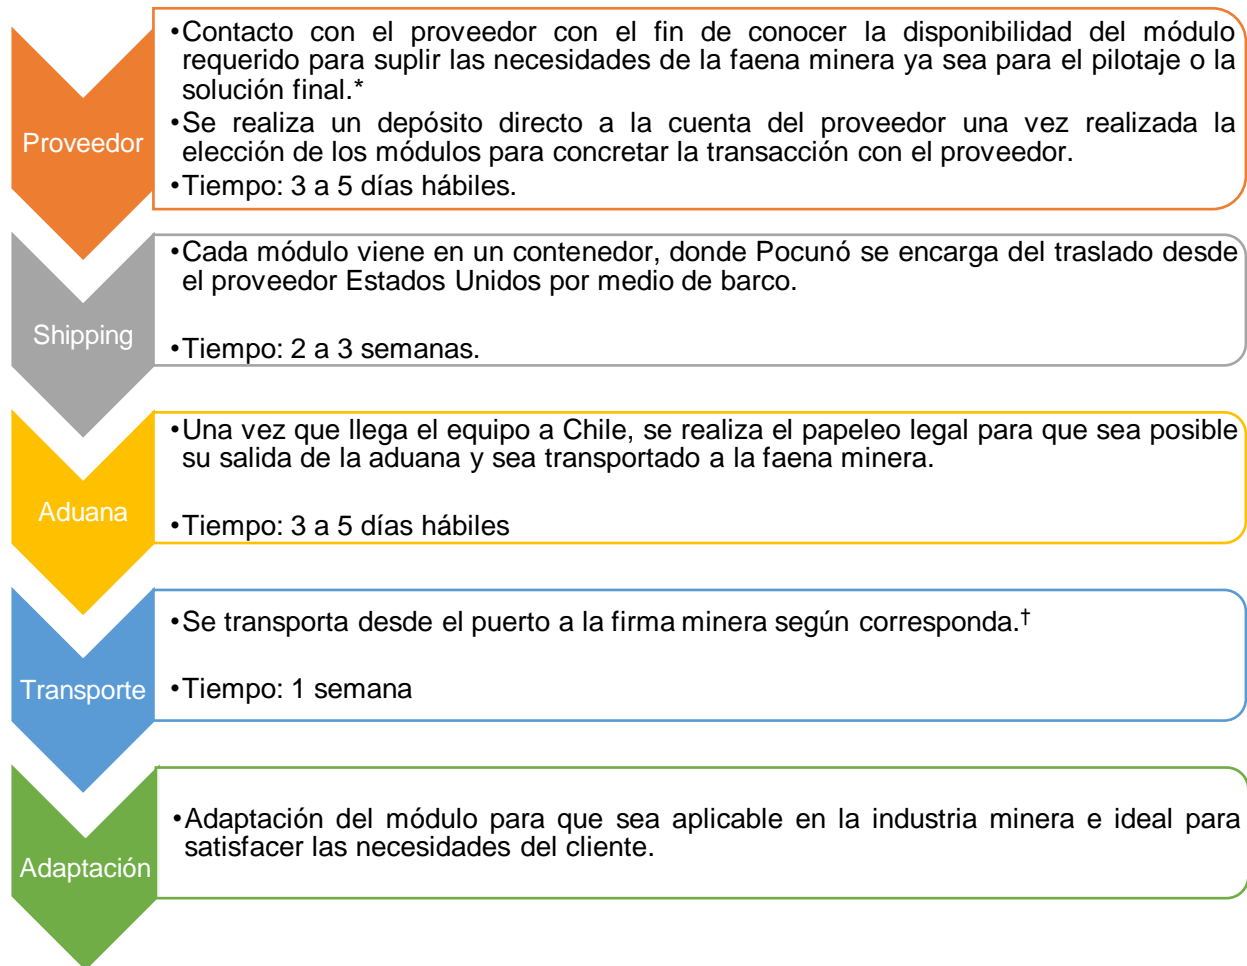 •Contacto con el proveedor con el fin de conocer la disponibilidad del módulo
requerido para suplir las necesidades de la faena minera ya sea para el pilotaje o la
solución final.*
•Se realiza un depósito directo a la cuenta del proveedor una vez realizada la
elección de los módulos para concretar la transacción con el proveedor.
•Tiempo: 3 a 5 días hábiles.
Proveedor
•Cada módulo viene en un contenedor, donde Pocunó se encarga del traslado desde
el proveedor Estados Unidos por medio de barco.
•Tiempo: 2 a 3 semanas.
Shipping
•Una vez que llega el equipo a Chile, se realiza el papeleo legal para que sea posible
su salida de la aduana y sea transportado a la faena minera.
•Tiempo: 3 a 5 días hábiles
Aduana
•Se transporta desde el puerto a la firma minera según corresponda.†
•Tiempo: 1 semana
Transporte
•Adaptación del módulo para que sea aplicable en la industria minera e ideal para
satisfacer las necesidades del cliente.
Adaptación